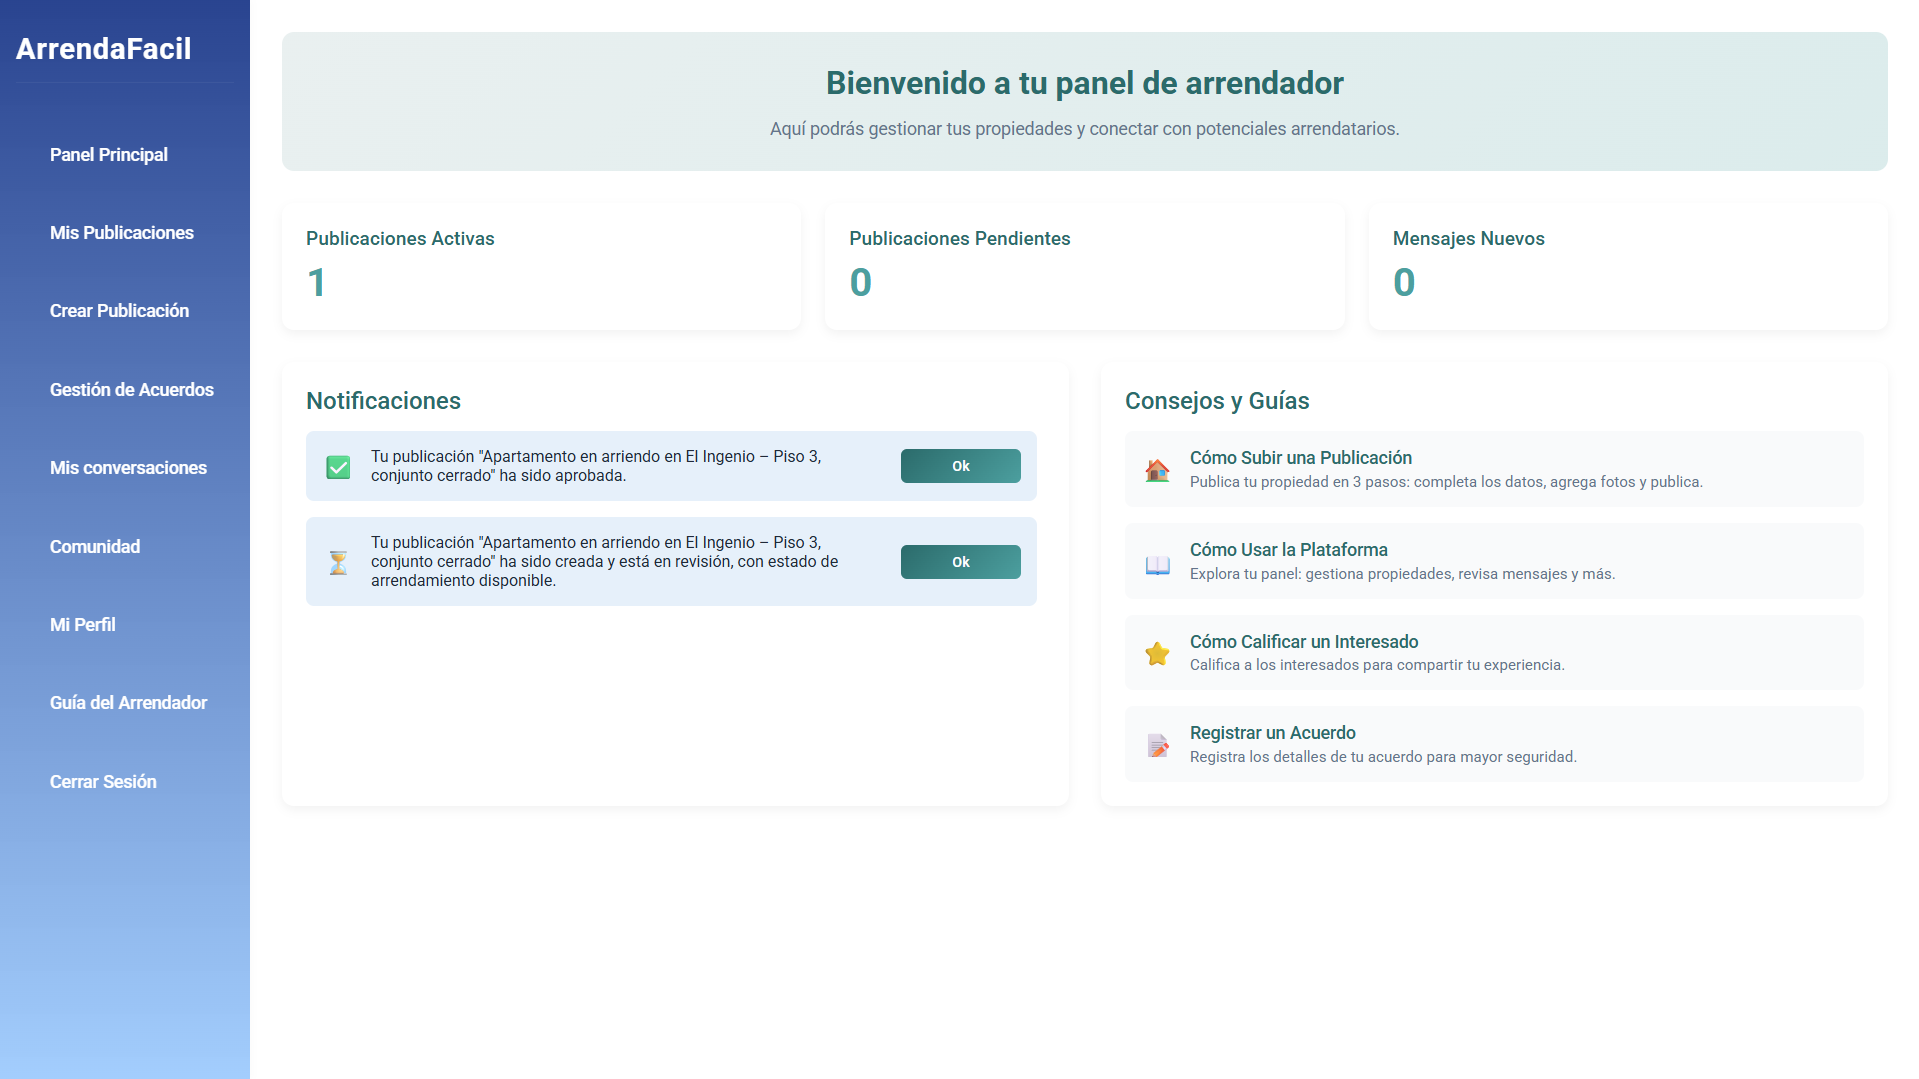 ArrendaFacil
Panel Principal
Mis Publicaciones
Crear Publicación
Gestión de Acuerdos
Mis conversaciones
Comunidad
Mi Perfil
Guía del Arrendador
Cerrar Sesión
Bienvenido a tu panel de arrendador
Aquí podrás gestionar tus propiedades y conectar con potenciales arrendatarios.
Publicaciones Activas
1
Publicaciones Pendientes
0
Mensajes Nuevos
0
Notificaciones
Tu publicación "Apartamento en arriendo en El Ingenio – Piso 3,
conjunto cerrado" ha sido aprobada.
Ok
Tu publicación "Apartamento en arriendo en El Ingenio – Piso 3,
conjunto cerrado" ha sido creada y está en revisión, con estado de
arrendamiento disponible.
Ok
Consejos y Guías
Cómo Subir una Publicación
Publica tu propiedad en 3 pasos: completa los datos, agrega fotos y publica.
Cómo Usar la Plataforma
Explora tu panel: gestiona propiedades, revisa mensajes y más.
Cómo Calificar un Interesado
Califica a los interesados para compartir tu experiencia.
Registrar un Acuerdo
Registra los detalles de tu acuerdo para mayor seguridad.